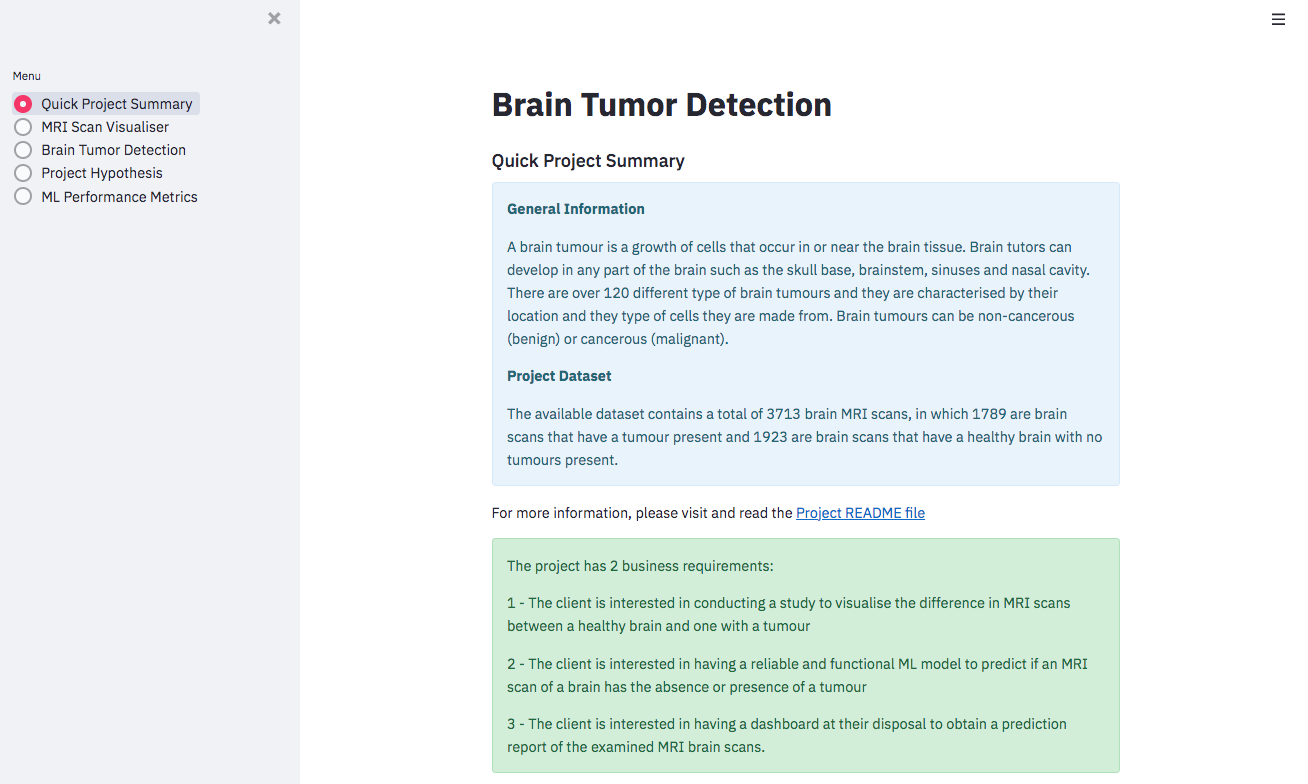 Menu
Quick Project Summary
MRI Scan Visualiser
Brain Tumor Detection
Project Hypothesis
ML Performance Metrics
Brain Tumor Detection
Quick Project Summary
General Information
A brain tumour is a growth of cells that occur in or near the brain tissue. Brain tutors can
develop in any part of the brain such as the skull base, brainstem, sinuses and nasal cavity.
There are over 120 different type of brain tumours and they are characterised by their
location and they type of cells they are made from. Brain tumours can be non-cancerous
(benign) or cancerous (malignant).
Project Dataset
The available dataset contains a total of 3713 brain MRI scans, in which 1789 are brain
scans that have a tumour present and 1923 are brain scans that have a healthy brain with no
tumours present.
For more information, please visit and read the Project README file
The project has 2 business requirements:
1 - The client is interested in conducting a study to visualise the difference in MRI scans
between a healthy brain and one with a tumour
2 - The client is interested in having a reliable and functional ML model to predict if an MRI
scan of a brain has the absence or presence of a tumour
3 - The client is interested in having a dashboard at their disposal to obtain a prediction
report of the examined MRI brain scans.